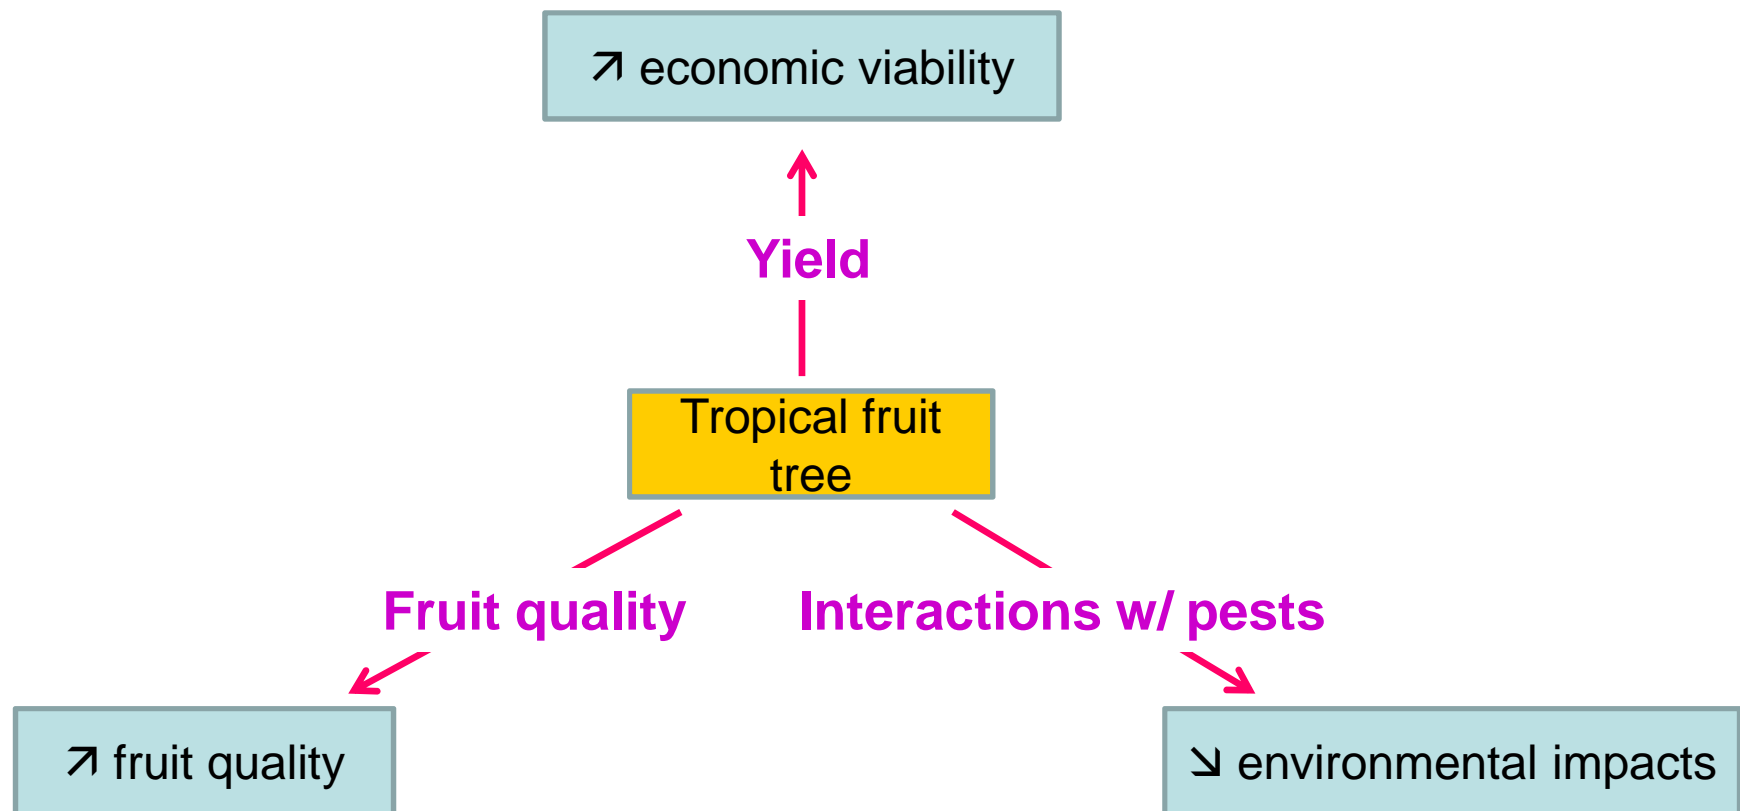 ↗ economic viability
Yield
Tropical fruit
tree
Fruit quality
Interactions w/ pests
↗ fruit quality
↘ environmental impacts